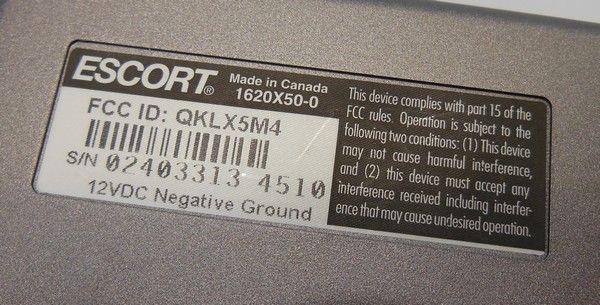 ESCORT®
Made in Canada
1620X50-0
FCC ID: QKLX5M4
S/N 02403313 4510
12VDC Negative Ground
This device complies with part 15 of the
FCC rules. Operation is subject to the
following two conditions: (1) This device
may not cause harmful interference,
and (2) this device must accept any
interference received including interfer-
ence that may cause undesired operation.